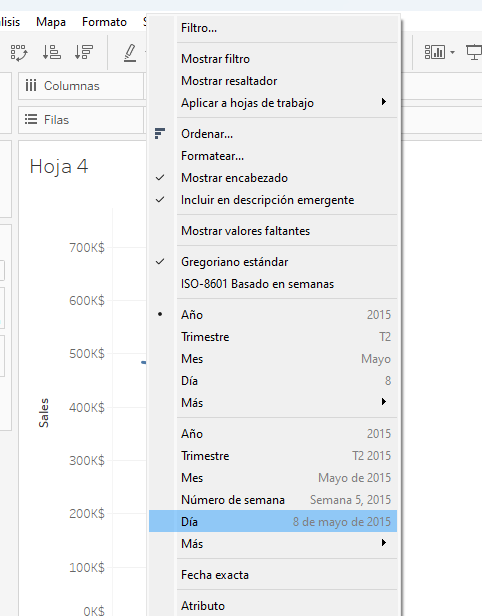 álisis Mapa Formato
Columnas
Filas
Hoja 4
Sales
700K$
600K$
500K$
400K$
300K$
200K$
100K$
0K$
Filtro...
Mostrar filtro
Mostrar resaltador
Aplicar a hojas de trabajo
Ordenar...
Formatear...
Mostrar encabezado
Incluir en descripción emergente
Mostrar valores faltantes
Gregoriano estándar
ISO-8601 Basado en semanas
Año 2015
Trimestre T2
Mes Mayo
Día 8
Más
Año 2015
Trimestre T2 2015
Mes Mayo de 2015
Número de semana Semana 5, 2015
Día 8 de mayo de 2015
Más
Fecha exacta
Atributo